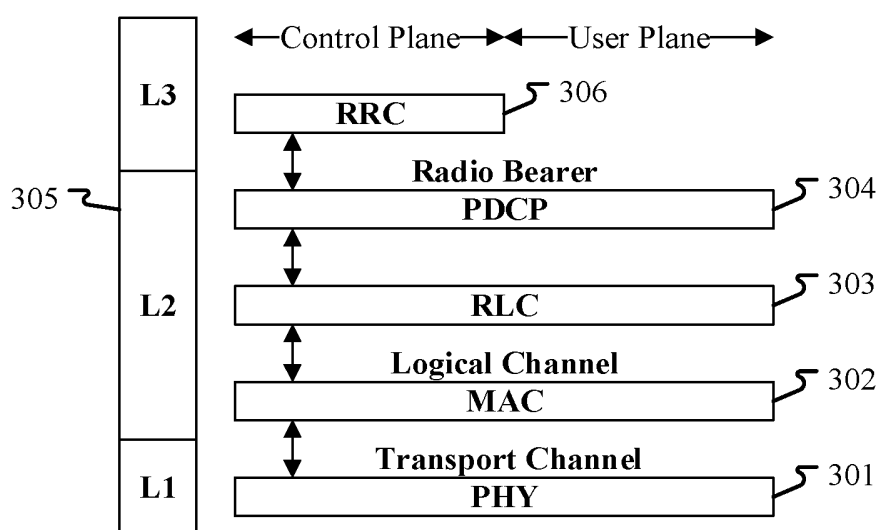 Control Plane User Plane
L3
306
RRC
Radio Bearer
305
304
PDCP
L2
303
RLC
Logical Channel
302
MAC
Transport Channel
301
L1
PHY